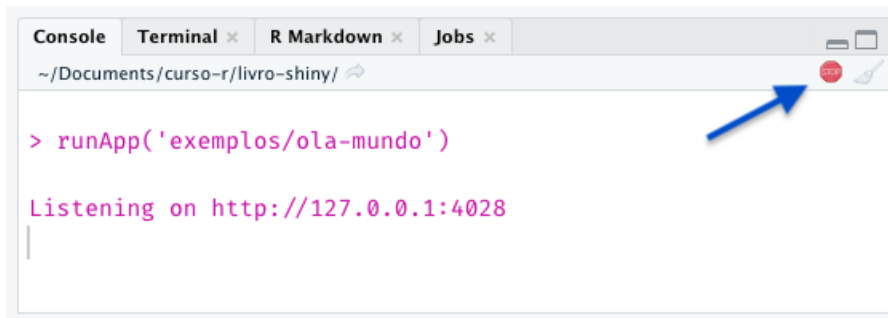 Console Terminal × R Markdown × Jobs ×
~/Documents/curso-r/livro-shiny/
STOP
> runApp('exemplos/ola-mundo')
Listening on http://127.0.0.1:4028